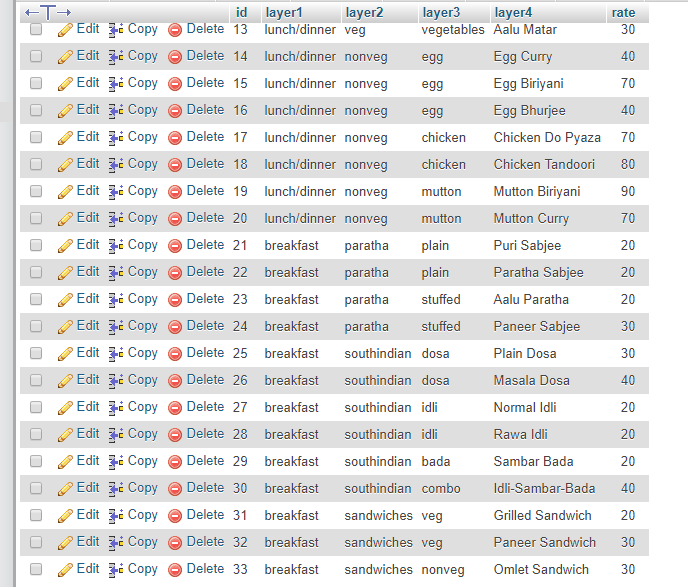 id layer1 layer2 layer3 layer4 rate
Edit Copy Delete 13 lunch/dinner veg vegetables Aalu Matar 30
Edit Copy Delete 14 lunch/dinner nonveg egg Egg Curry 40
Edit Copy Delete 15 lunch/dinner nonveg egg Egg Biriyani 70
Edit Copy Delete 16 lunch/dinner nonveg egg Egg Bhurjee 40
Edit Copy Delete 17 lunch/dinner nonveg chicken Chicken Do Pyaza 70
Edit Copy Delete 18 lunch/dinner nonveg chicken Chicken Tandoori 80
Edit Copy Delete 19 lunch/dinner nonveg mutton Mutton Biriyani 90
Edit Copy Delete 20 lunch/dinner nonveg mutton Mutton Curry 70
Edit Copy Delete 21 breakfast paratha plain Puri Sabjee 20
Edit Copy Delete 22 breakfast paratha plain Paratha Sabjee 20
Edit Copy Delete 23 breakfast paratha stuffed Aalu Paratha 20
Edit Copy Delete 24 breakfast paratha stuffed Paneer Sabjee 30
Edit Copy Delete 25 breakfast southindian dosa Plain Dosa 30
Edit Copy Delete 26 breakfast southindian dosa Masala Dosa 40
Edit Copy Delete 27 breakfast southindian idli Normal Idli 20
Edit Copy Delete 28 breakfast southindian idli Rawa Idli 20
Edit Copy Delete 29 breakfast southindian bada Sambar Bada 20
Edit Copy Delete 30 breakfast southindian combo Idli-Sambar-Bada 40
Edit Copy Delete 31 breakfast sandwiches veg Grilled Sandwich 20
Edit Copy Delete 32 breakfast sandwiches veg Paneer Sandwich 30
Edit Copy Delete 33 breakfast sandwiches nonveg Omlet Sandwich 30